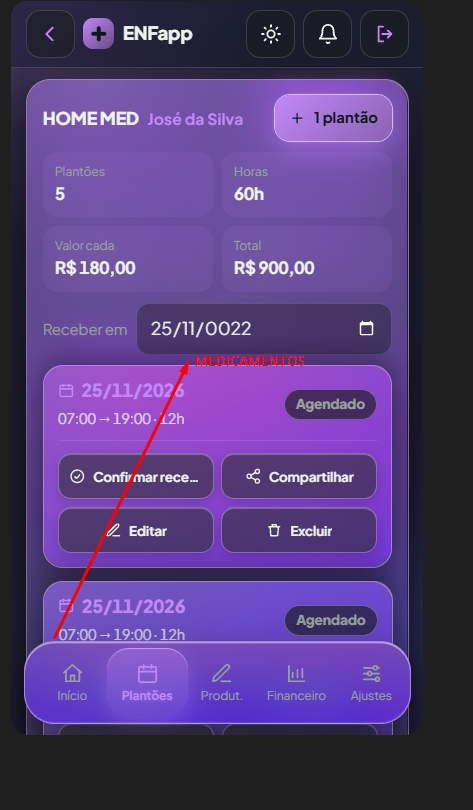 ENFapp
HOME MED José da Silva
+ 1 plantão
Plantões
5
Horas
60h
Valor cada
R$ 180,00
Total
R$ 900,00
Receber em
25/11/0022
MEDICAMENTOS
25/11/2026
07:00 → 19:00 · 12h
Agendado
Confirmar rece...
Compartilhar
Editar
Excluir
25/11/2026
07:00 → 19:00 · 12h
Agendado
Início
Plantões
Produt.
Financeiro
Ajustes